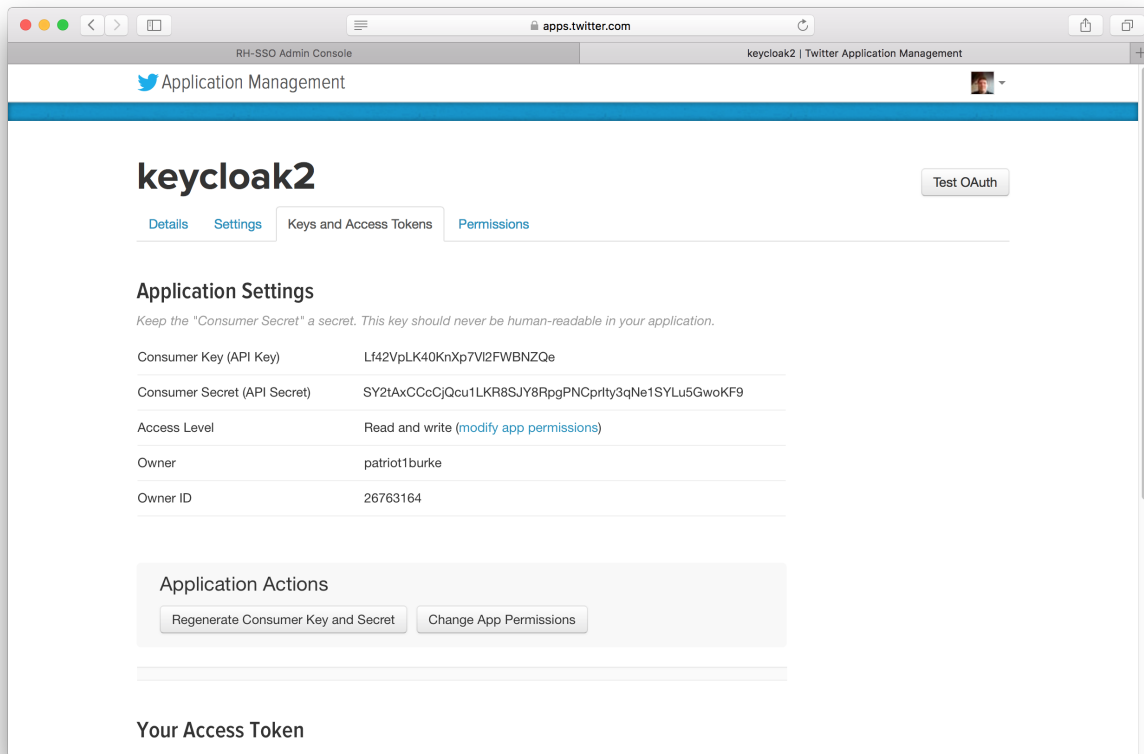 apps.twitter.com
RH-SSO Admin Console
keycloak2 | Twitter Application Management
Application Management
keycloak2
Test OAuth
Details Settings Keys and Access Tokens Permissions
Application Settings
Keep the "Consumer Secret" a secret. This key should never be human-readable in your application.
Consumer Key (API Key) Lf42VpLK40KnXp7Vl2FWBNZQe
Consumer Secret (API Secret) SY2tAxCCcCjQcu1LKR8SJY8RpgPNCprIty3qNe1SYLu5GwoKF9
Access Level Read and write (modify app permissions)
Owner patriot1burke
Owner ID 26763164
Application Actions
Regenerate Consumer Key and Secret Change App Permissions
Your Access Token